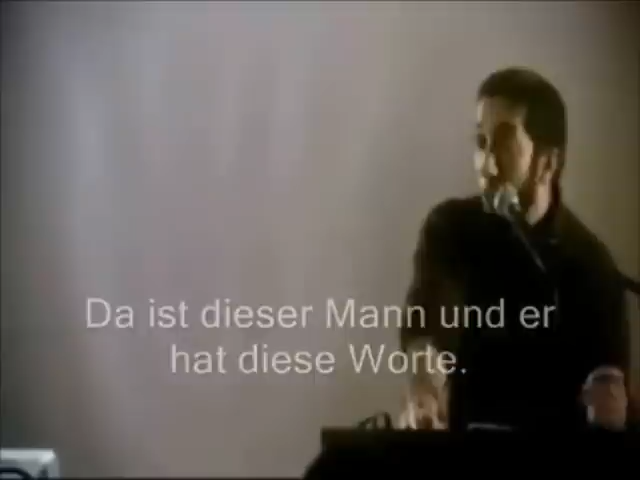 Da ist dieser Mann und er
hat diese Worte.